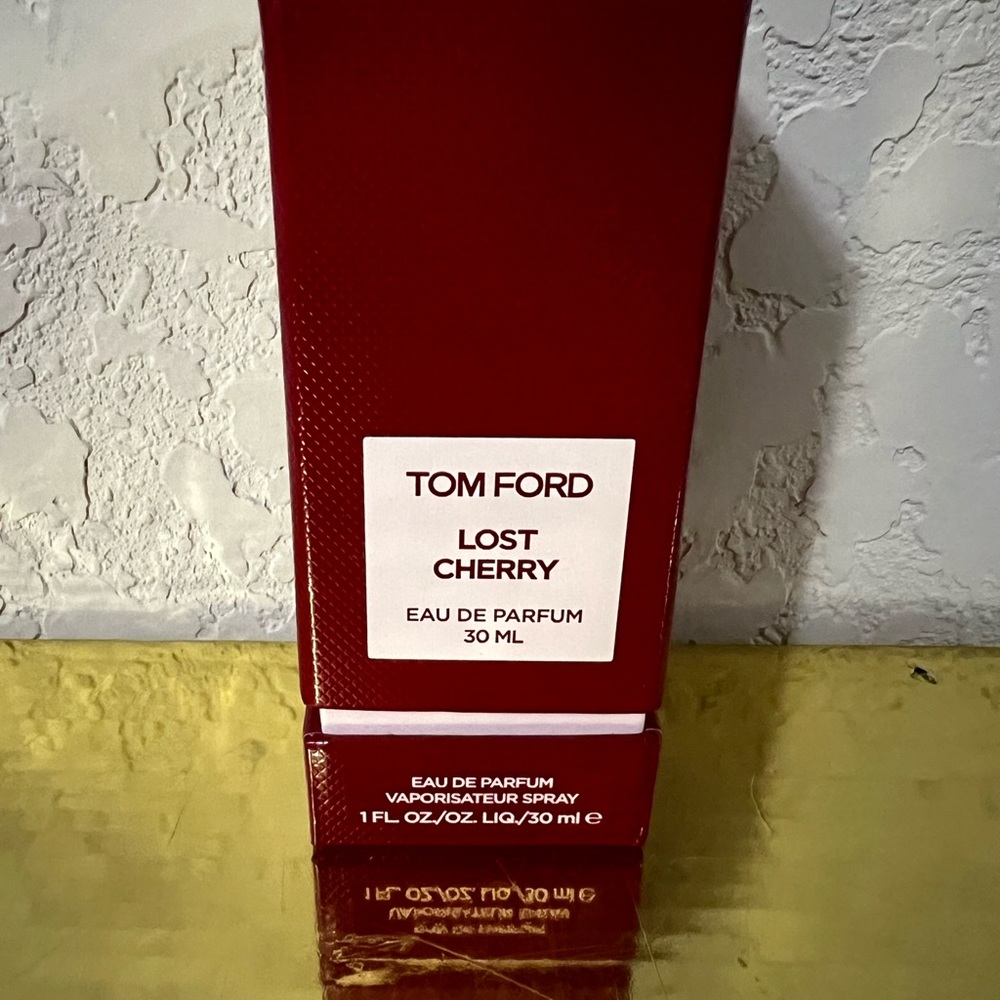 TOM FORD
LOST
CHERRY
EAU DE PARFUM
30 ML
EAU DE PARFUM
VAPORISATEUR SPRAY
1 FL. OZ./OZ. LIQ./30 ml ℮